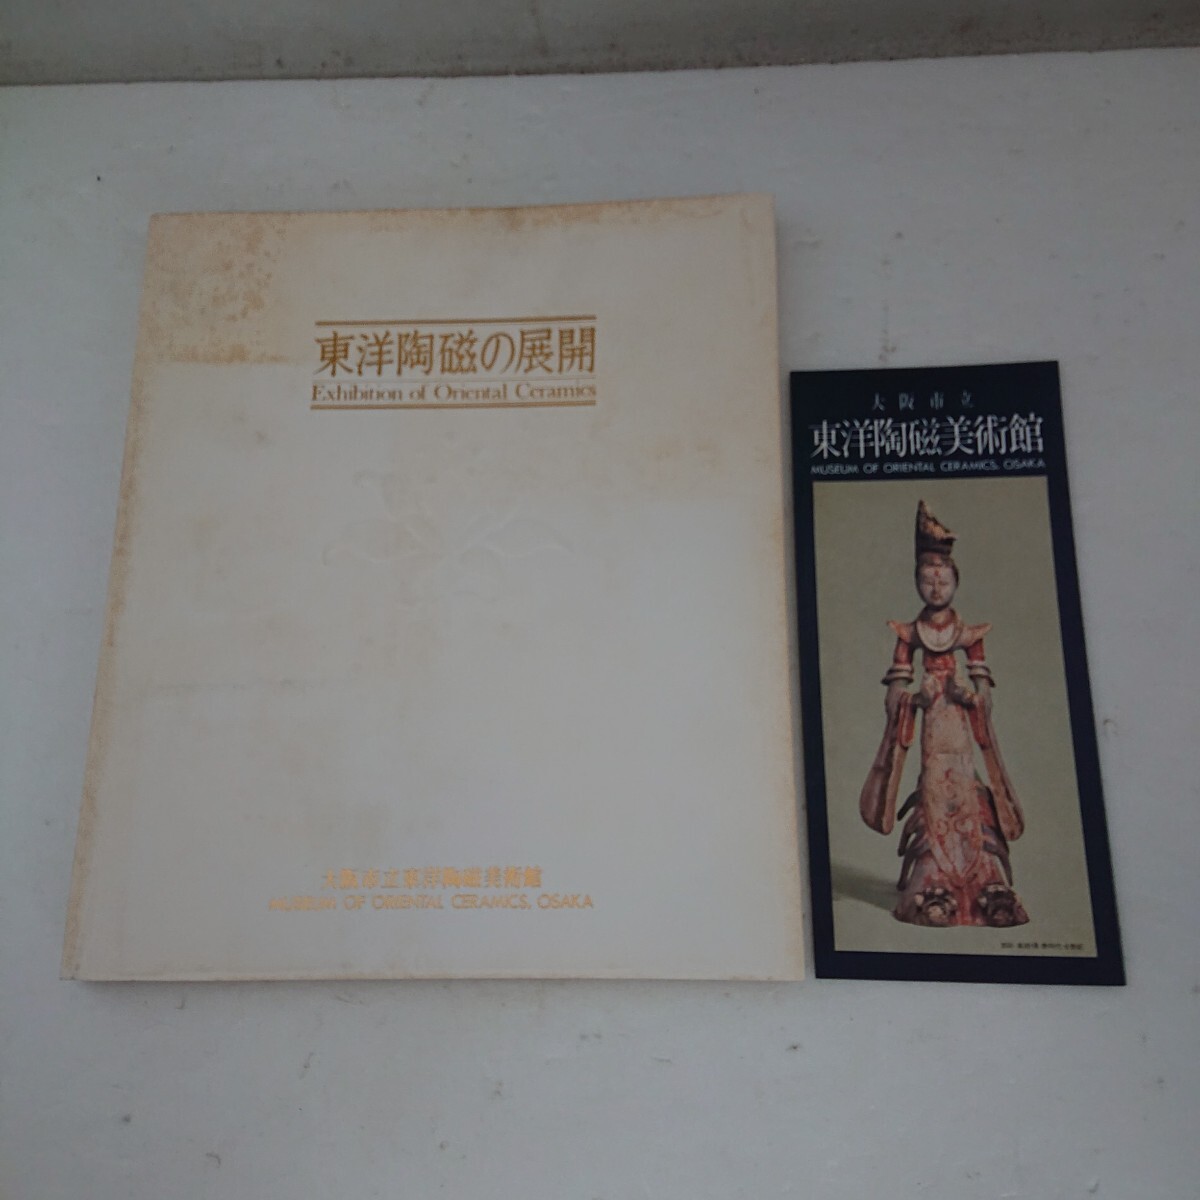 東洋陶磁の展開
Exhibition of Oriental Ceramics
大阪市立東洋陶磁美術館
MUSEUM OF ORIENTAL CERAMICS, OSAKA
大阪市立
東洋陶磁美術館
MUSEUM OF ORIENTAL CERAMICS, OSAKA